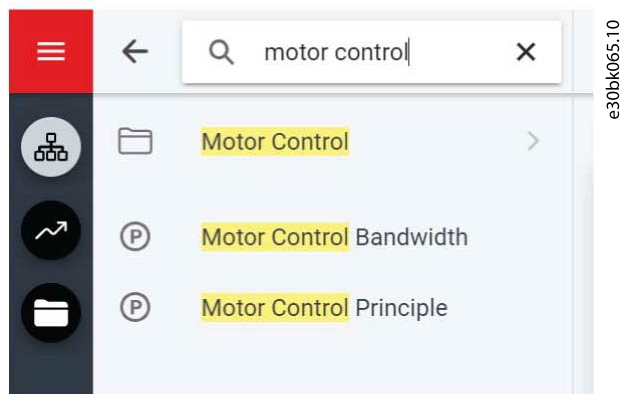 motor control
Motor Control
P Motor Control Bandwidth
P Motor Control Principle
e30bk065.10